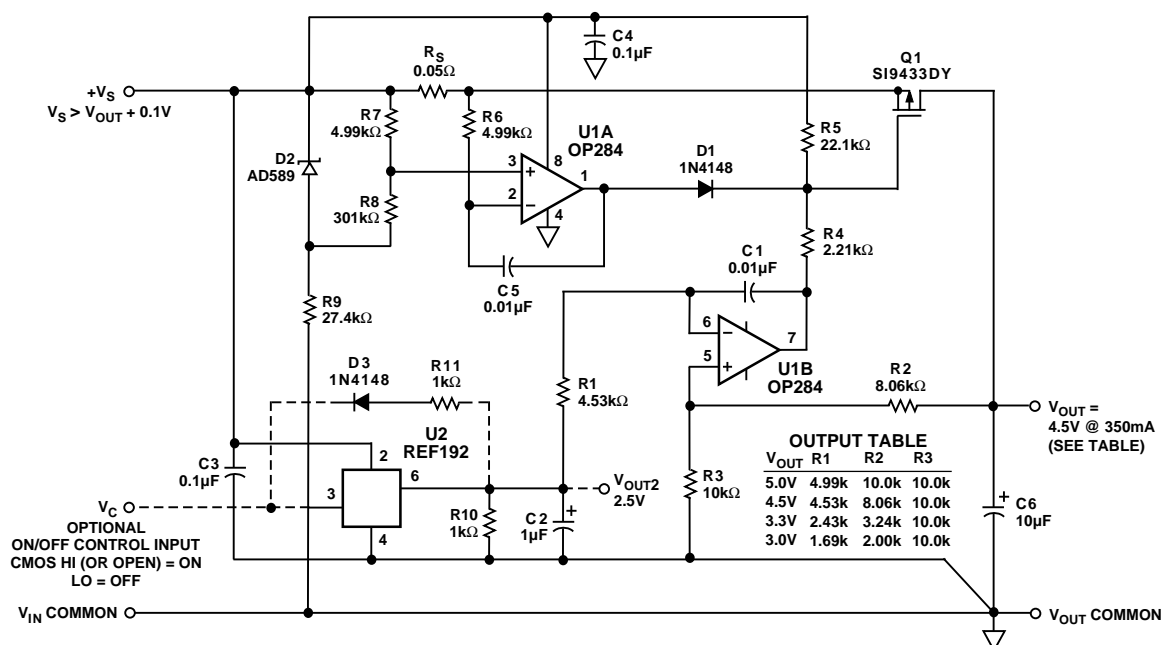 C4
0.1µF
RS
0.05Ω
Q1
SI9433DY
+VS
VS > VOUT + 0.1V
R7
4.99kΩ
R6
4.99kΩ
U1A
OP284
R5
22.1kΩ
D1
1N4148
D2
AD589
3
+
8
1
2
–
4
R8
301kΩ
R4
2.21kΩ
C5
0.01µF
C1
0.01µF
R9
27.4kΩ
6
–
7
5
+
U1B
OP284
D3
1N4148
R11
1kΩ
R1
4.53kΩ
R2
8.06kΩ
U2
REF192
VOUT =
4.5V @ 350mA
(SEE TABLE)
C3
0.1µF
2
6
3
4
VOUT2
2.5V
R3
10kΩ
OUTPUT TABLE
VOUT R1 R2 R3
5.0V 4.99k 10.0k 10.0k
4.5V 4.53k 8.06k 10.0k
3.3V 2.43k 3.24k 10.0k
3.0V 1.69k 2.00k 10.0k
VC
OPTIONAL
ON/OFF CONTROL INPUT
CMOS HI (OR OPEN) = ON
LO = OFF
R10
1kΩ
C2
1µF
+
+
C6
10µF
VIN COMMON
VOUT COMMON